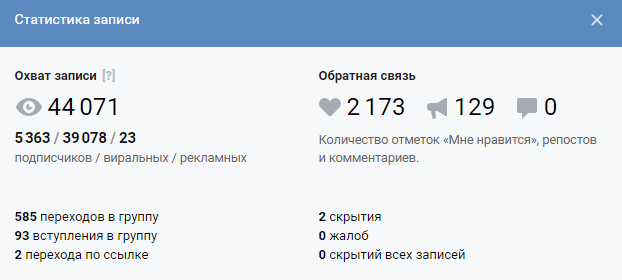 Статистика записи
Охват записи [?]
44 071
5 363 / 39 078 / 23
подписчиков / виральных / рекламных
Обратная связь
2 173 129 0
Количество отметок «Мне нравится», репостов
и комментариев.
585 переходов в группу
93 вступления в группу
2 перехода по ссылке
2 скрытия
0 жалоб
0 скрытий всех записей